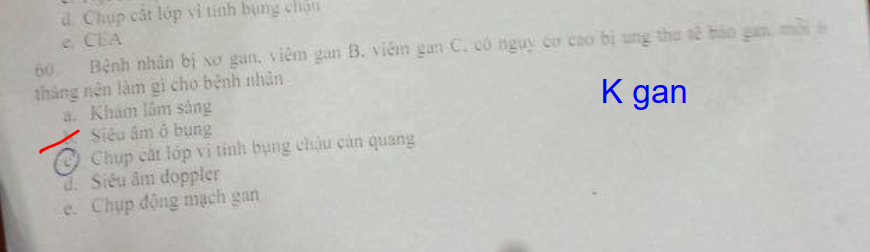 d. Chụp cắt lớp vi tính bụng chậu
e. CEA
60. Bệnh nhân bị xơ gan, viêm gan B, viêm gan C, có nguy cơ cao bị ung thư tế bào gan, mỗi 6
tháng nên làm gì cho bệnh nhân
K gan
a. Khám lâm sàng
Siêu âm ổ bụng
c. Chụp cắt lớp vi tính bụng chậu cản quang
d. Siêu âm doppler
e. Chụp động mạch gan